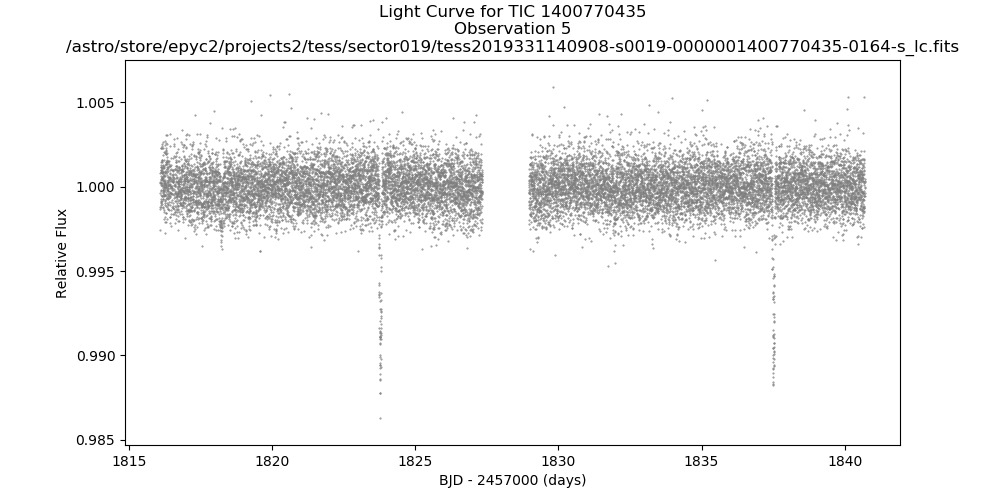 Light Curve for TIC 1400770435
Observation 5
/astro/store/epyc2/projects2/tess/sector019/tess2019331140908-s0019-0000001400770435-0164-s_lc.fits
1.005
1.000
0.995
0.990
0.985
Relative Flux
1815
1820
1825
1830
1835
1840
BJD - 2457000 (days)